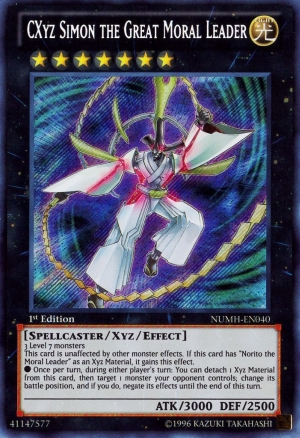 CXyz Simon the Great Moral Leader
光
1st Edition
NUMH-EN040
[Spellcaster/Xyz/Effect]
3 Level 7 monsters
This card is unaffected by other monster effects. If this card has "Norito the
Moral Leader" as an Xyz Material, it gains this effect.
● Once per turn, during either player's turn: You can detach 1 Xyz Material
from this card, then target 1 monster your opponent controls; change its
battle position, and if you do, negate its effects until the end of this turn.
ATK/3000 DEF/2500
41147577
©1996 KAZUKI TAKAHASHI